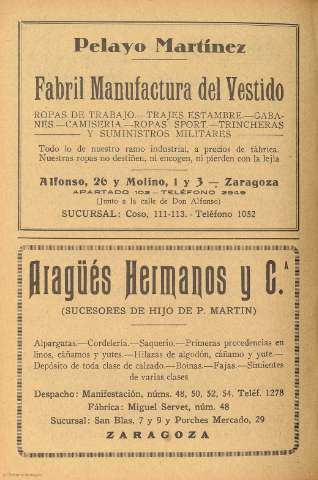 Pelayo Martínez
Fabril Manufactura del Vestido
ROPAS DE TRABAJO.—TRAJES ESTAMBRE.—GABA-
NES—CAMISERIA —ROPAS SPORT—TRINCHERAS
Y SUMINISTROS MILITARES
Todo lo de nuestro ramo industrial, a precios de fábrica.
Nuestras ropas no destiñen, ni encogen, ni pierden con la lejía
Alfonso, 26 y Molino, 1 y 3 — Zaragoza
APARTADO 102 — TELÉFONO
(Junto a la calle de Don Alfonso)
SUCURSAL: Coso, 111-113. - Teléfono 1052
Aragüés Hermanos y C.ª
(SUCESORES DE HIJO DE P. MARTIN)
Alpargatas.—Cordelería.—Saquerío.—Primeras procedencias en
linos, cáñamos y yutes.—Hilazas de algodón, cáñamo y yute.—
Depósito de toda clase de calzado.—Boinas.—Fajas.—Simientes
de varias clases
Despacho: Manifestación, núms. 48, 50, 52, 54. Teléf. 1278
Fábrica: Miguel Servet, núm. 48
Sucursal: San Blas, 7 y 9 y Porches Mercado, 29
ZARAGOZA